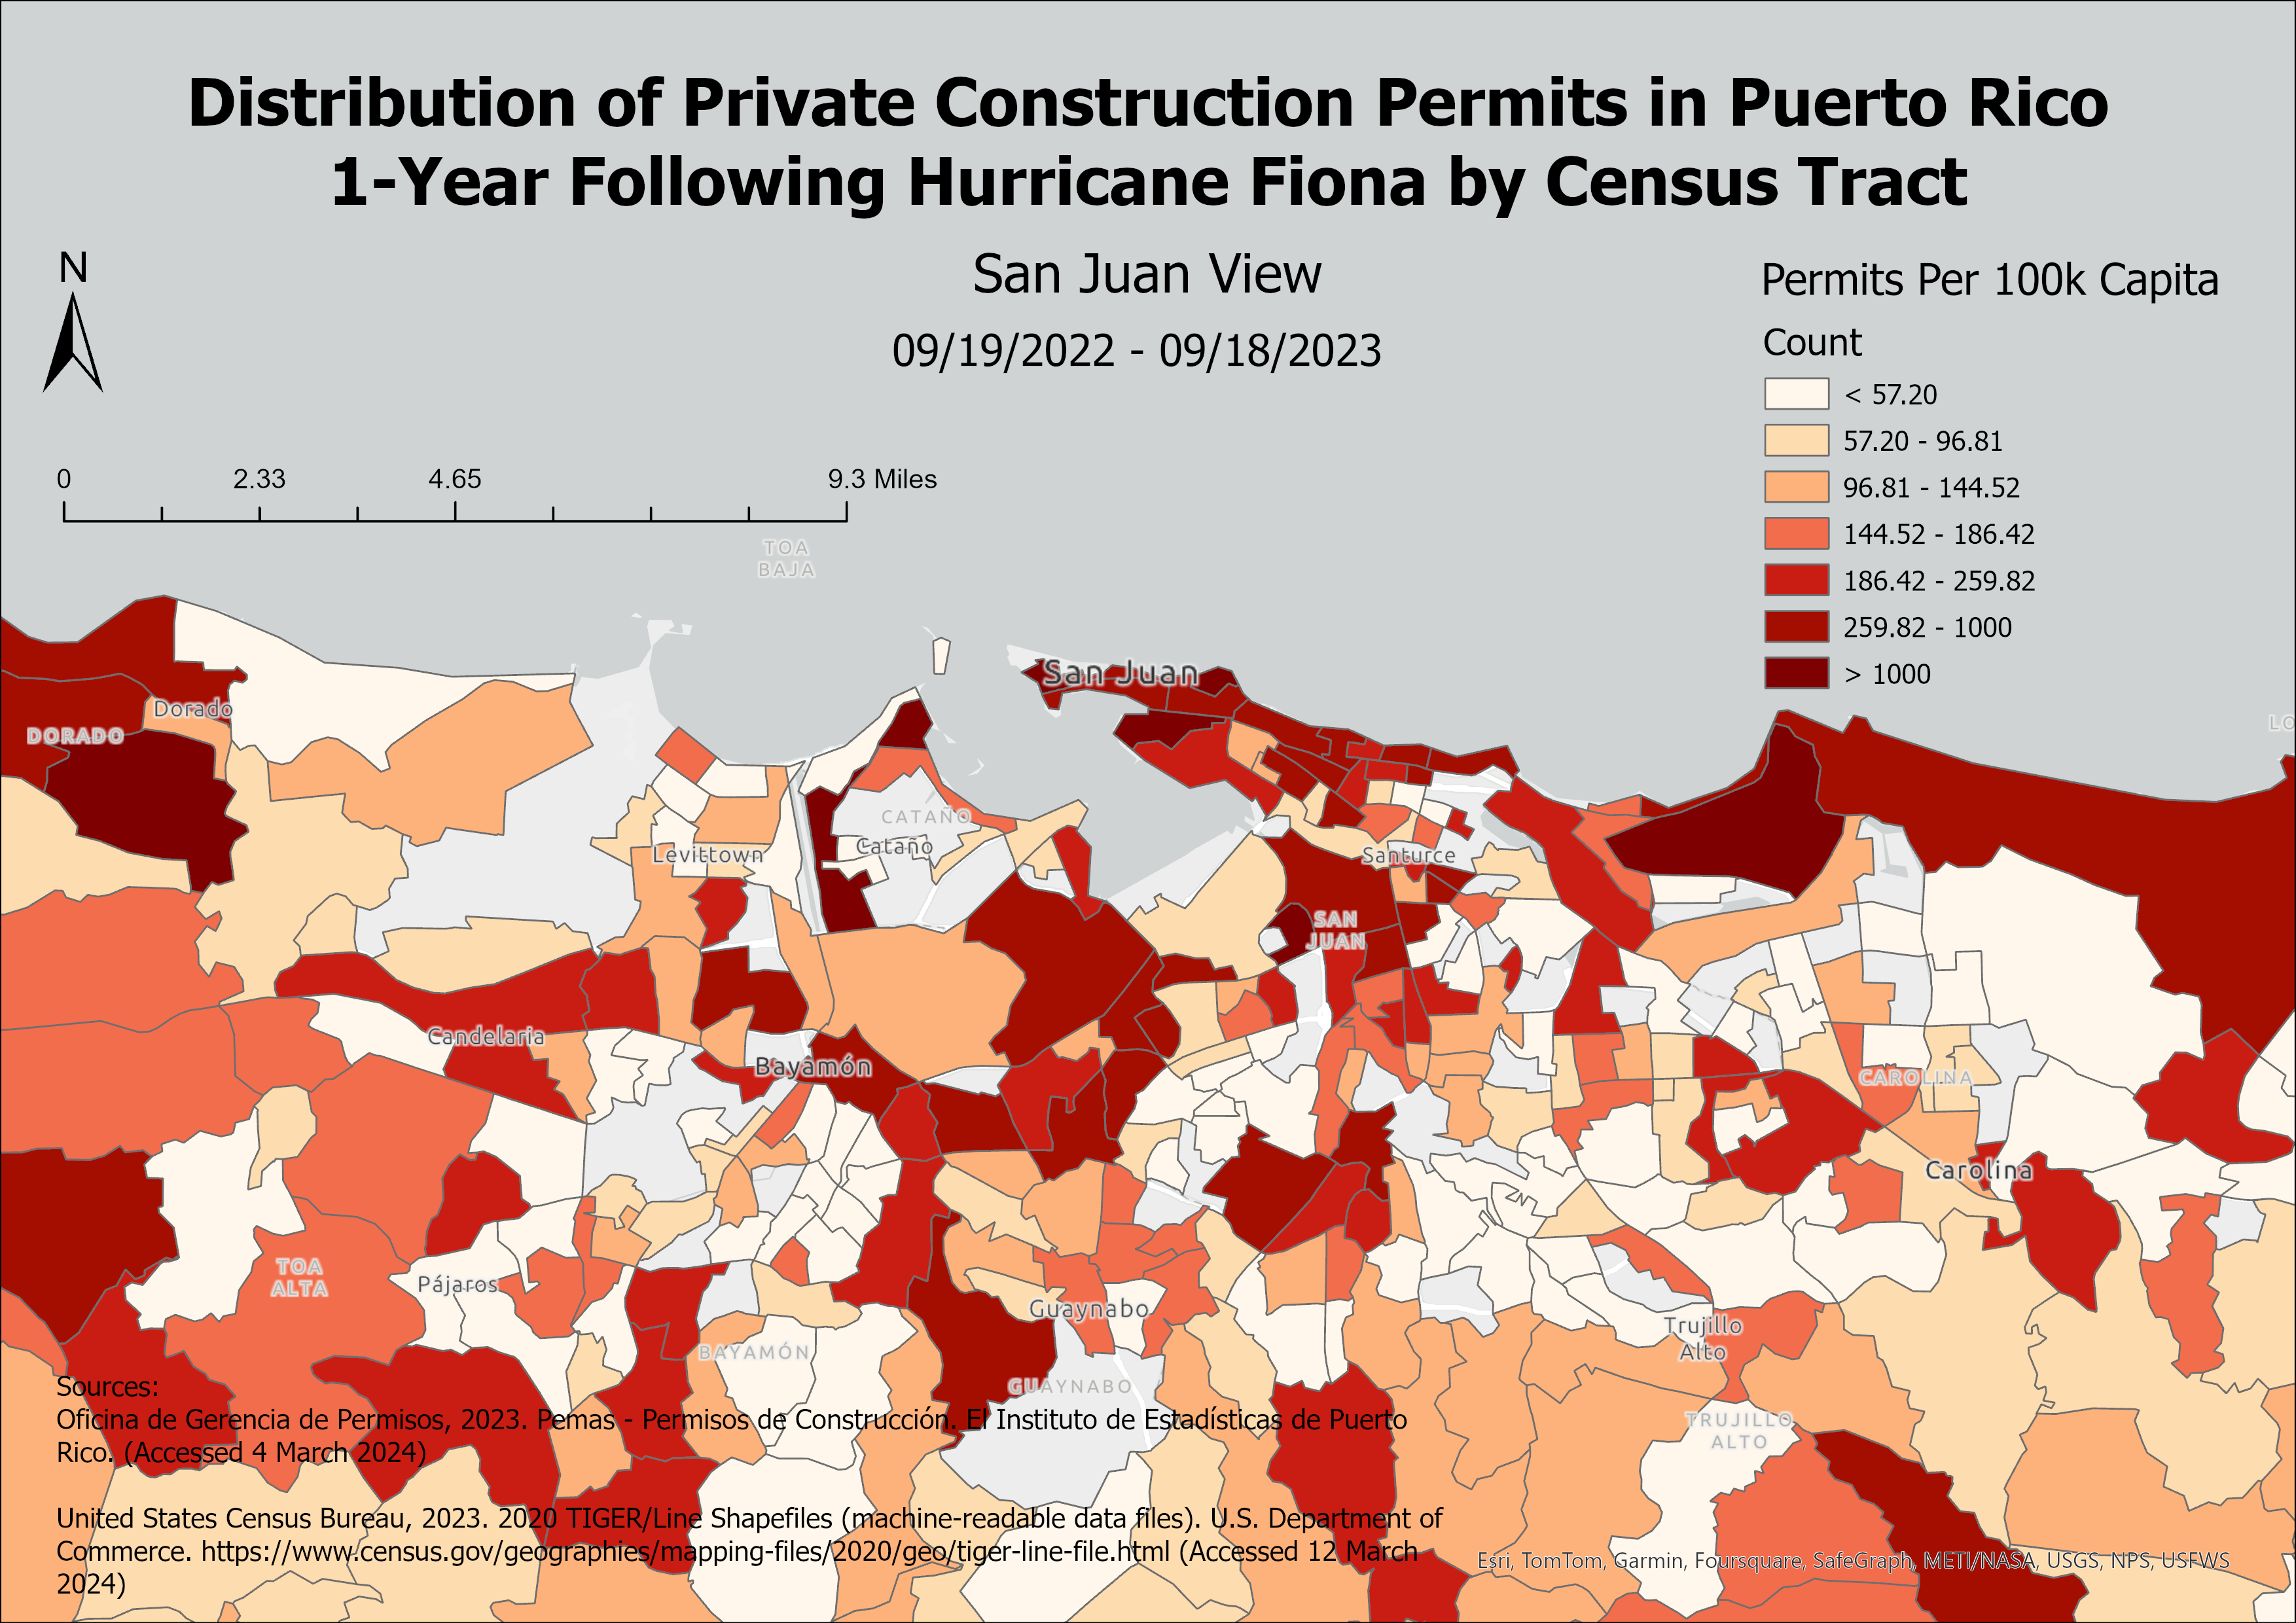 Distribution of Private Construction Permits in Puerto Rico
1-Year Following Hurricane Fiona by Census Tract
San Juan View
09/19/2022 - 09/18/2023
N
Permits Per 100k Capita
Count
< 57.20
57.20 - 96.81
96.81 - 144.52
144.52 - 186.42
186.42 - 259.82
259.82 - 1000
> 1000
0 2.33 4.65 9.3 Miles
TOA
BAJA
San Juan
Dorado
DORADO
LO
CATAÑO
Cataño
Levittown
Santurce
SAN
JUAN
Candelaria
Bayamón
CAROLINA
Carolina
TOA
ALTA
Pájaros
Guaynabo
Trujillo
Alto
BAYAMÓN
GUAYNABO
TRUJILLO
ALTO
Sources:
Oficina de Gerencia de Permisos, 2023. Pemas - Permisos de Construcción. El Instituto de Estadísticas de Puerto
Rico. (Accessed 4 March 2024)
United States Census Bureau, 2023. 2020 TIGER/Line Shapefiles (machine-readable data files). U.S. Department of
Commerce. https://www.census.gov/geographies/mapping-files/2020/geo/tiger-line-file.html (Accessed 12 March
2024)
Esri, TomTom, Garmin, Foursquare, SafeGraph, METI/NASA, USGS, NPS, USFWS